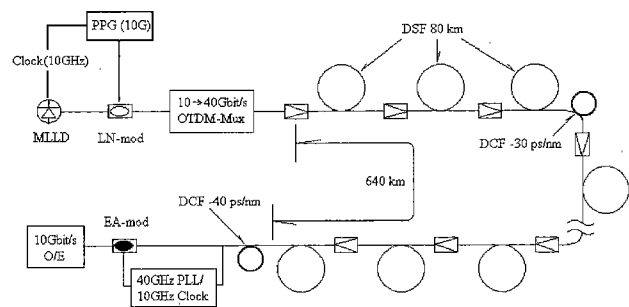 PPG (10G)
Clock(10GHz)
DSF 80 km
10→40Gbit/s
OTDM-Mux
MLLD
LN-mod
DCF -30 ps/nm
640 km
DCF -40 ps/nm
EA-mod
10Gbit/s
O/E
40GHz PLL/
10GHz Clock